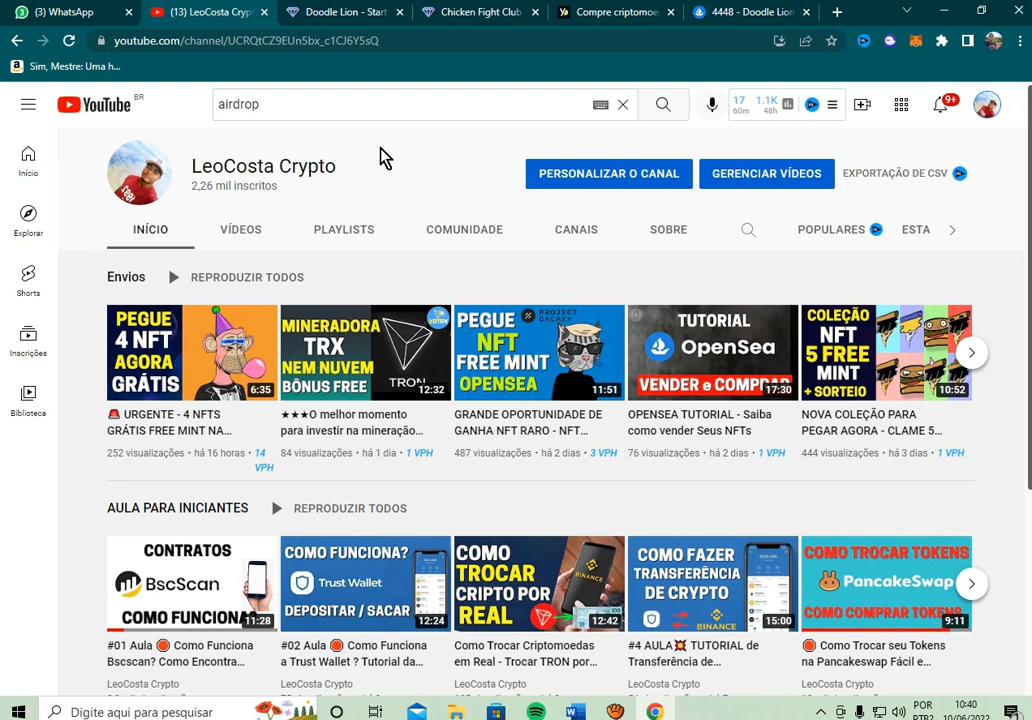 (3) WhatsApp
(13) LeoCosta Cryp
Doodle Lion - Start
Chicken Fight Club
Compre criptomoe
4448 - Doodle Lion
youtube.com/channel/UCRQtCZ9EUn5bx_c1CJ6Y5sQ
Sim, Mestre: Uma h...
YouTube BR
airdrop
17 60m
1.1K 48h
9+
Início
Explorar
Shorts
Inscrições
Biblioteca
LeoCosta Crypto
2,26 mil inscritos
PERSONALIZAR O CANAL
GERENCIAR VÍDEOS
EXPORTAÇÃO DE CSV
INÍCIO
VÍDEOS
PLAYLISTS
COMUNIDADE
CANAIS
SOBRE
POPULARES
ESTA
Envios
REPRODUZIR TODOS
PEGUE
4 NFT
AGORA
GRÁTIS
6:35
MINERADORA
TRX
NEM NUVEM
BÔNUS FREE
TRON
12:32
PEGUE
PROJECT
GALAXY
NFT
FREE MINT
OPENSEA
11:51
TUTORIAL
OpenSea
VENDER e COMPRAR
17:30
COLEÇÃO
NFT
5 FREE
MINT
+ SORTEIO
10:52
🚨 URGENTE - 4 NFTS
GRÁTIS FREE MINT NA...
252 visualizações • há 16 horas • 14
VPH
★★★O melhor momento
para investir na mineração...
84 visualizações • há 1 dia • 1 VPH
GRANDE OPORTUNIDADE DE
GANHA NFT RARO - NFT...
487 visualizações • há 2 dias • 3 VPH
OPENSEA TUTORIAL - Saiba
como vender Seus NFTs
76 visualizações • há 2 dias • 1 VPH
NOVA COLEÇÃO PARA
PEGAR AGORA - CLAME 5...
444 visualizações • há 3 dias • 1 VPH
AULA PARA INICIANTES
REPRODUZIR TODOS
CONTRATOS
BscScan
COMO FUNCIONA
11:28
COMO FUNCIONA?
Trust Wallet
DEPOSITAR / SACAR
12:24
COMO
TROCAR
CRIPTO POR
REAL
BINANCE
12:42
COMO FAZER
TRANSFERÊNCIA
DE CRYPTO
BINANCE
15:00
COMO TROCAR TOKENS
PancakeSwap
COMO COMPRAR TOKENS
9:11
#01 Aula 🛑 Como Funciona
Bscscan? Como Encontra...
LeoCosta Crypto
#02 Aula 🛑 Como Funciona
a Trust Wallet ? Tutorial da...
LeoCosta Crypto
Como Trocar Criptomoedas
em Real - Trocar TRON por...
LeoCosta Crypto
#4 AULA💥 TUTORIAL de
Transferência de...
LeoCosta Crypto
🛑 Como Trocar seu Tokens
na Pancakeswap Fácil e...
LeoCosta Crypto
Digite aqui para pesquisar
POR
PTB2
10:40
10/06/2022